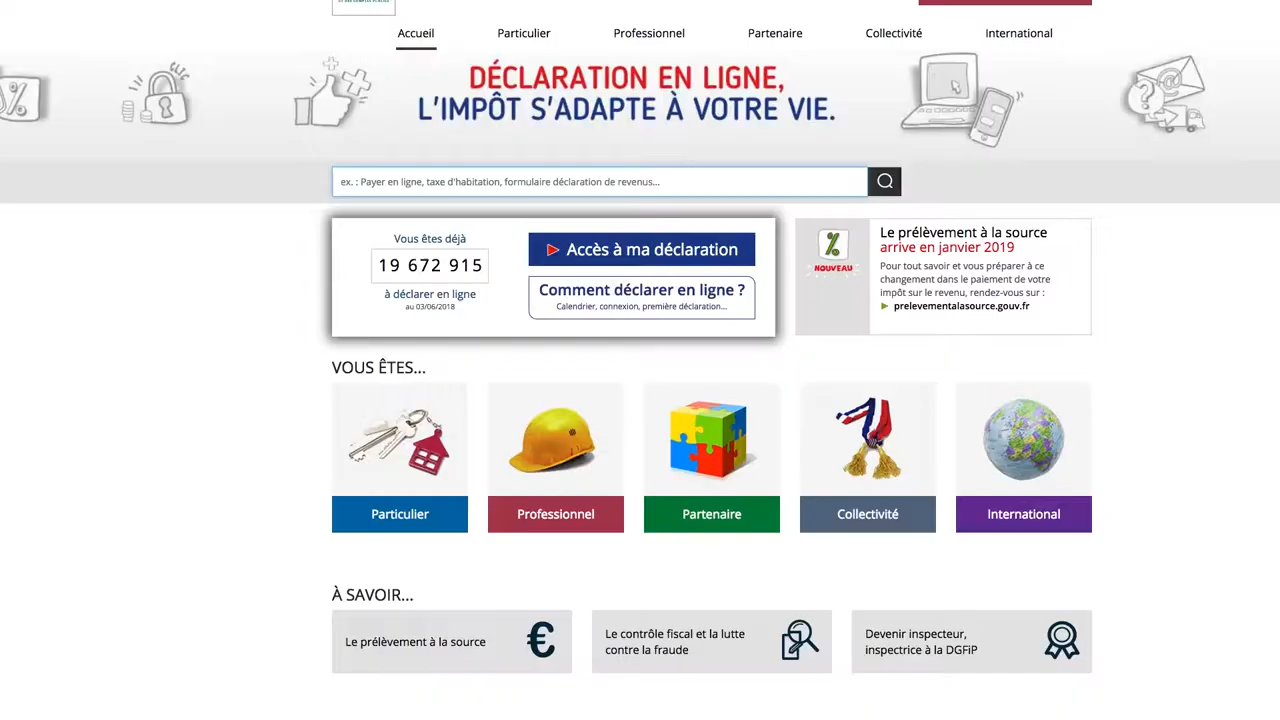 Accueil
Particulier
Professionnel
Partenaire
Collectivité
International
DÉCLARATION EN LIGNE,
L'IMPÔT S'ADAPTE À VOTRE VIE.
ex. : Payer en ligne, taxe d'habitation, formulaire déclaration de revenus...
Vous êtes déjà
19 672 915
à déclarer en ligne
au 03/06/2018
Accès à ma déclaration
Comment déclarer en ligne ?
Calendrier, connexion, première déclaration...
NOUVEAU
Le prélèvement à la source
arrive en janvier 2019
Pour tout savoir et vous préparer à ce
changement dans le paiement de votre
impôt sur le revenu, rendez-vous sur :
prelevementalasource.gouv.fr
VOUS ÊTES...
Particulier
Professionnel
Partenaire
Collectivité
International
À SAVOIR...
Le prélèvement à la source
€
Le contrôle fiscal et la lutte
contre la fraude
Devenir inspecteur,
inspectrice à la DGFiP